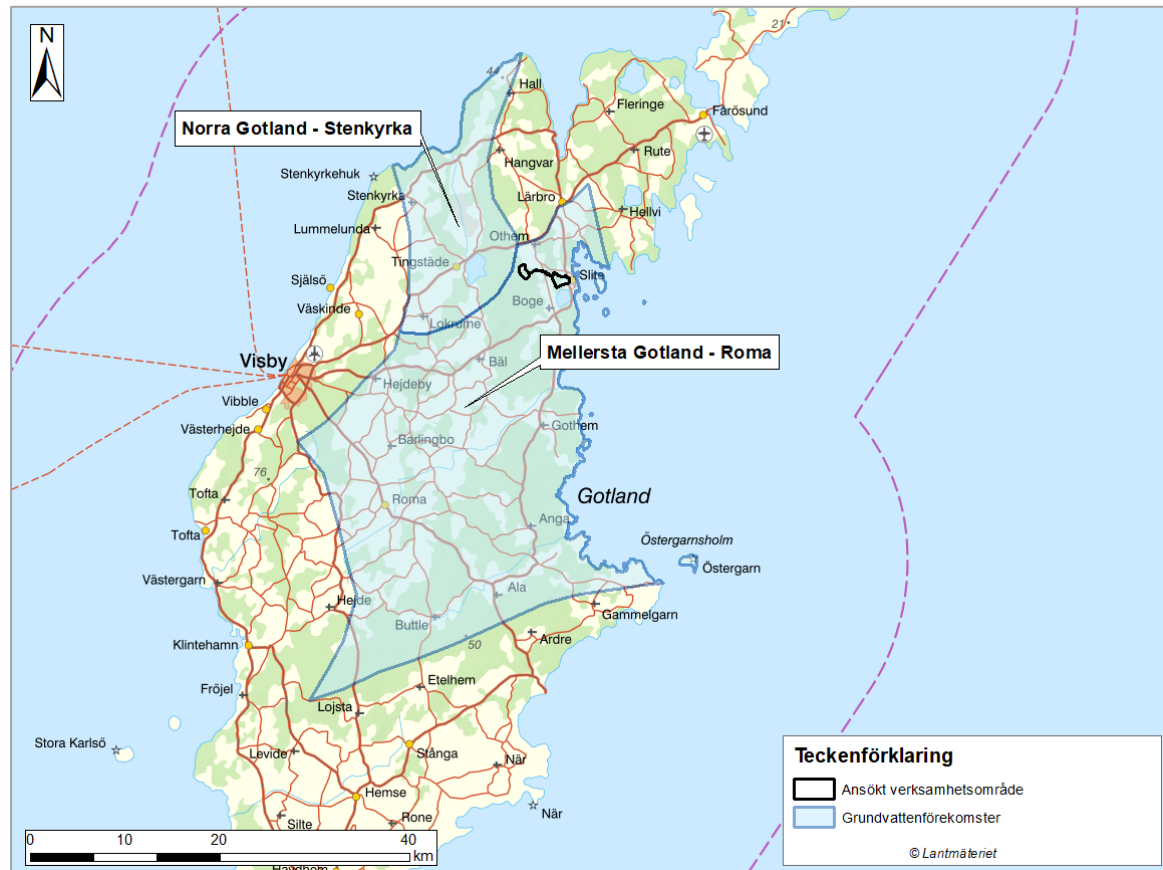 N
21
44
Hall
Fleringe
Fårösund
Norra Gotland - Stenkyrka
Hangvar
Rute
Stenkyrkehuk
Stenkyrka
Lärbro
Hellvi
Lummelunda
Othem
Tingstäde
Slite
Själsö
Väskinde
Boge
Lokrume
Visby
Bäl
Mellersta Gotland - Roma
Hejdeby
Vibble
Västerhejde
Gothem
Barlingbo
76
Tofta
Roma
Gotland
Anga
Tofta
Östergarnsholm
Östergarn
Västergarn
Ala
Hejde
Gammelgarn
Buttle
Ardre
50
Klintehamn
Etelhem
Fröjel
Lojsta
Stora Karlsö
Levide
Stånga
När
Hemse
När
Silte
Rone
0 10 20 40
km
Teckenförklaring
Ansökt verksamhetsområde
Grundvattenförekomster
© Lantmäteriet